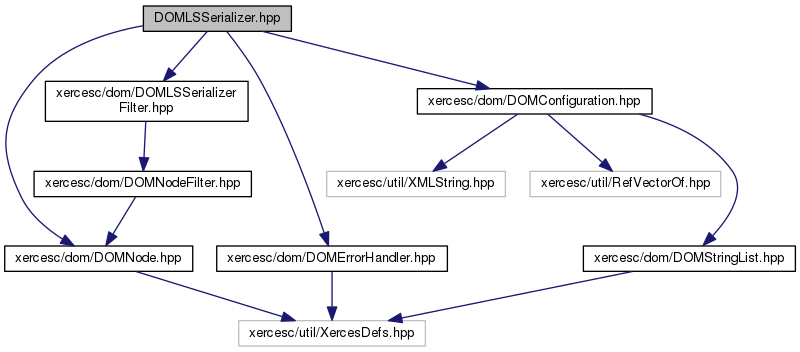 DOMLSSerializer.hpp
xercesc/dom/DOMLSSerializer
Filter.hpp
xercesc/dom/DOMConfiguration.hpp
xercesc/dom/DOMNodeFilter.hpp
xercesc/util/XMLString.hpp
xercesc/util/RefVectorOf.hpp
xercesc/dom/DOMNode.hpp
xercesc/dom/DOMErrorHandler.hpp
xercesc/dom/DOMStringList.hpp
xercesc/util/XercesDefs.hpp